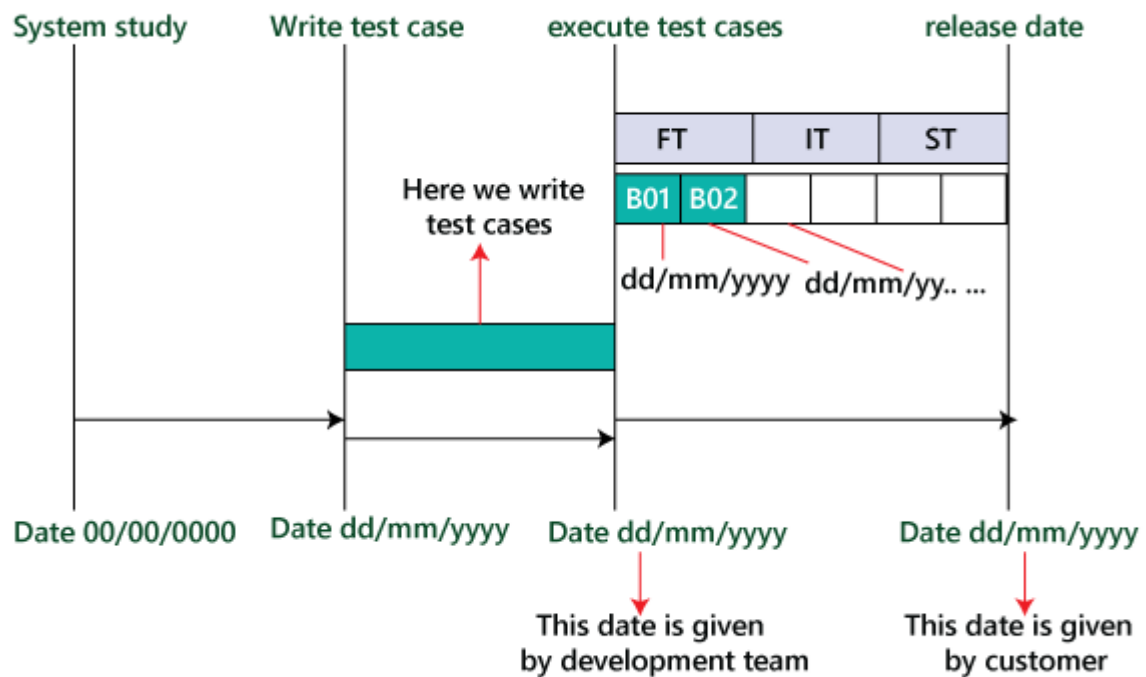 System study
Write test case
execute test cases
release date
FT
IT
ST
B01
B02
Here we write
test cases
dd/mm/yyyy
dd/mm/yy.. ...
Date 00/00/0000
Date dd/mm/yyyy
Date dd/mm/yyyy
Date dd/mm/yyyy
This date is given
by development team
This date is given
by customer